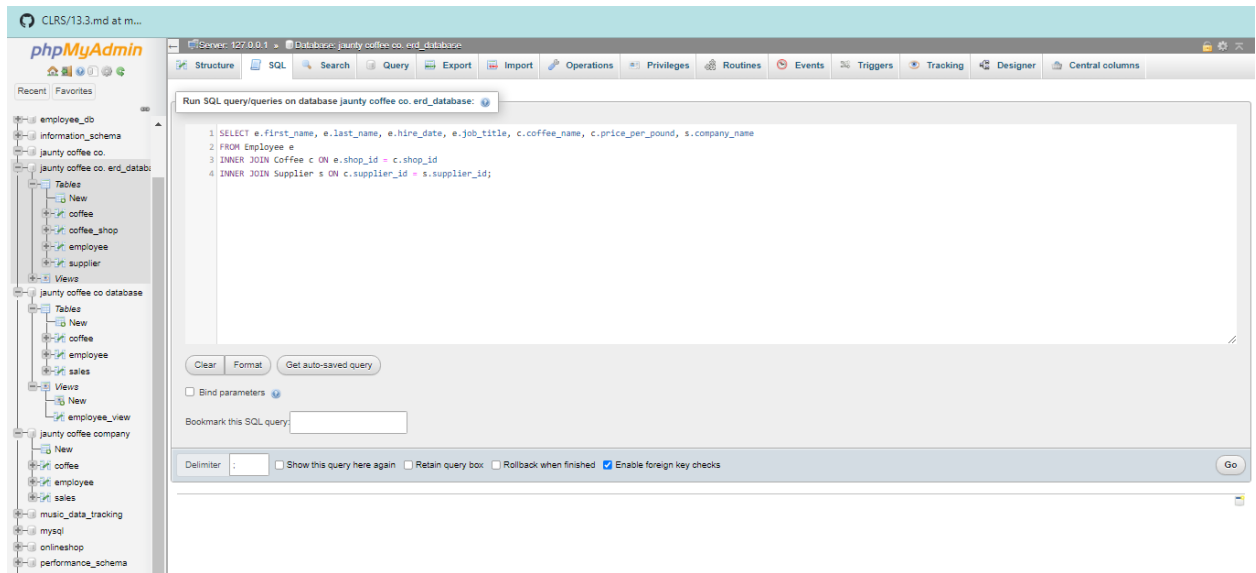 CLRS/13.3.md at m...
phpMyAdmin
Recent Favorites
employee_db
information_schema
jaunty coffee co.
jaunty coffee co. erd_databa
Tables
New
coffee
coffee_shop
employee
supplier
Views
jaunty coffee co database
Tables
New
coffee
employee
sales
Views
New
employee_view
jaunty coffee company
New
coffee
employee
sales
music_data_tracking
mysql
onlineshop
performance_schema
Server: 127.0.0.1 » Database: jaunty coffee co. erd_database
Structure SQL Search Query Export Import Operations Privileges Routines Events Triggers Tracking Designer Central columns
Run SQL query/queries on database jaunty coffee co. erd_database:
1 SELECT e.first_name, e.last_name, e.hire_date, e.job_title, c.coffee_name, c.price_per_pound, s.company_name
2 FROM Employee e
3 INNER JOIN Coffee c ON e.shop_id = c.shop_id
4 INNER JOIN Supplier s ON c.supplier_id = s.supplier_id;
Clear Format Get auto-saved query
Bind parameters
Bookmark this SQL query:
Delimiter ; Show this query here again Retain query box Rollback when finished Enable foreign key checks Go